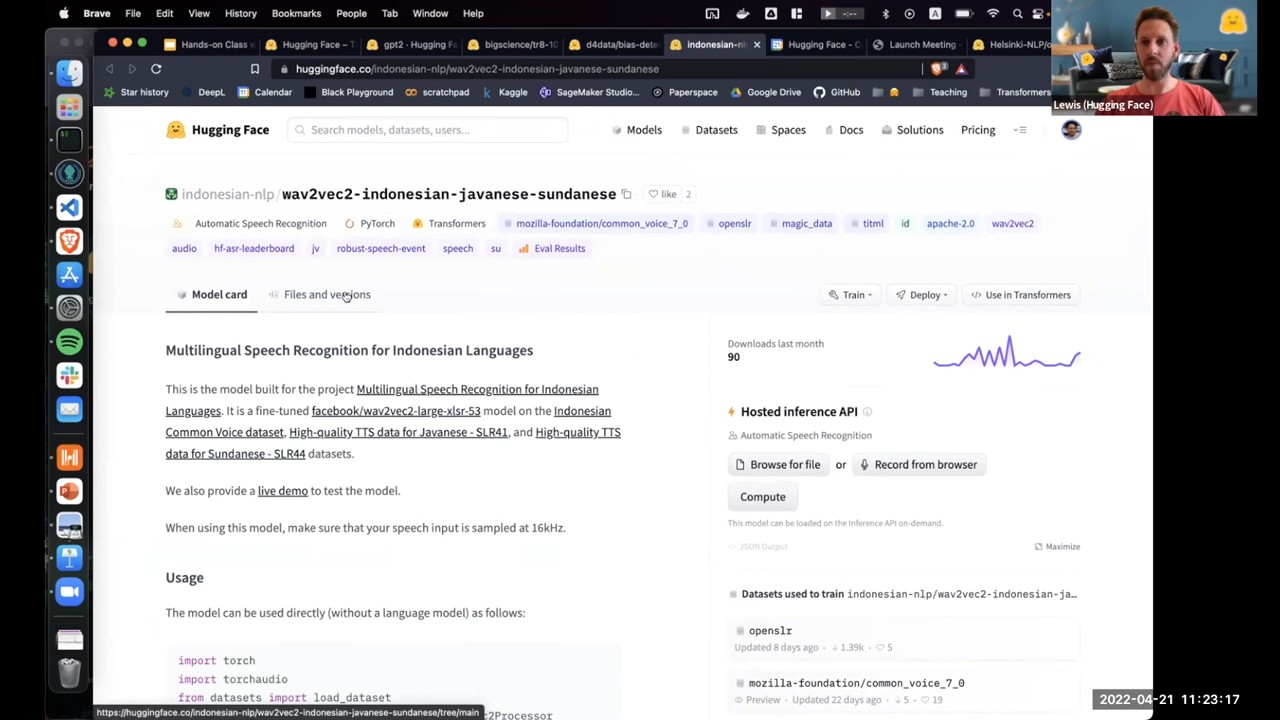 Brave File Edit View History Bookmarks People Tab Window Help
Hands-on Class
Hugging Face – T
gpt2 · Hugging Fa
bigscience/tr8-10
d4data/bias-dete
indonesian-nl
Hugging Face - C
Launch Meeting -
Helsinki-NLP/o
huggingface.co/indonesian-nlp/wav2vec2-indonesian-javanese-sundanese
Star history DeepL Calendar Black Playground scratchpad Kaggle SageMaker Studio... Paperspace Google Drive GitHub Teaching Transformers
Lewis (Hugging Face)
Hugging Face
Search models, datasets, users...
Models Datasets Spaces Docs Solutions Pricing
indonesian-nlp/wav2vec2-indonesian-javanese-sundanese
like 2
Automatic Speech Recognition PyTorch Transformers mozilla-foundation/common_voice_7_0 openslr magic_data titml id apache-2.0 wav2vec2
audio hf-asr-leaderboard jv robust-speech-event speech su Eval Results
Model card Files and versions
Train Deploy Use in Transformers
Multilingual Speech Recognition for Indonesian Languages
This is the model built for the project Multilingual Speech Recognition for Indonesian
Languages. It is a fine-tuned facebook/wav2vec2-large-xlsr-53 model on the Indonesian
Common Voice dataset, High-quality TTS data for Javanese - SLR41, and High-quality TTS
data for Sundanese - SLR44 datasets.
We also provide a live demo to test the model.
When using this model, make sure that your speech input is sampled at 16kHz.
Usage
The model can be used directly (without a language model) as follows:
import torch
import torchaudio
from datasets import load_dataset
c2Processor
Downloads last month
90
Hosted inference API
Automatic Speech Recognition
Browse for file or Record from browser
Compute
This model can be loaded on the Inference API on-demand.
JSON Output Maximize
Datasets used to train indonesian-nlp/wav2vec2-indonesian-ja…
openslr
Updated 8 days ago · ↓ 1.39k · ♡ 5
mozilla-foundation/common_voice_7_0
Preview · Updated 22 days ago · ↓ 5 · ♡ 19
https://huggingface.co/indonesian-nlp/wav2vec2-indonesian-javanese-sundanese/tree/main
2022-04-21 11:23:17